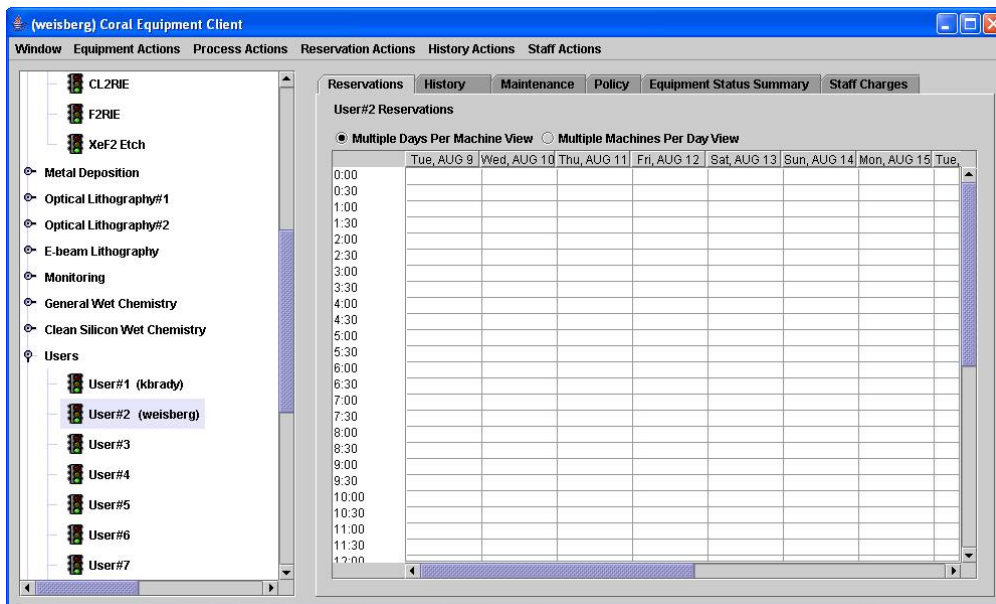 (weisberg) Coral Equipment Client
Window Equipment Actions Process Actions Reservation Actions History Actions Staff Actions
CL2RIE
F2RIE
XeF2 Etch
Metal Deposition
Optical Lithography#1
Optical Lithography#2
E-beam Lithography
Monitoring
General Wet Chemistry
Clean Silicon Wet Chemistry
Users
User#1 (kbrady)
User#2 (weisberg)
User#3
User#4
User#5
User#6
User#7
Reservations History Maintenance Policy Equipment Status Summary Staff Charges
User#2 Reservations
Multiple Days Per Machine View Multiple Machines Per Day View
Tue, AUG 9 Wed, AUG 10 Thu, AUG 11 Fri, AUG 12 Sat, AUG 13 Sun, AUG 14 Mon, AUG 15 Tue,
0:00
0:30
1:00
1:30
2:00
2:30
3:00
3:30
4:00
4:30
5:00
5:30
6:00
6:30
7:00
7:30
8:00
8:30
9:00
9:30
10:00
10:30
11:00
11:30
12:00